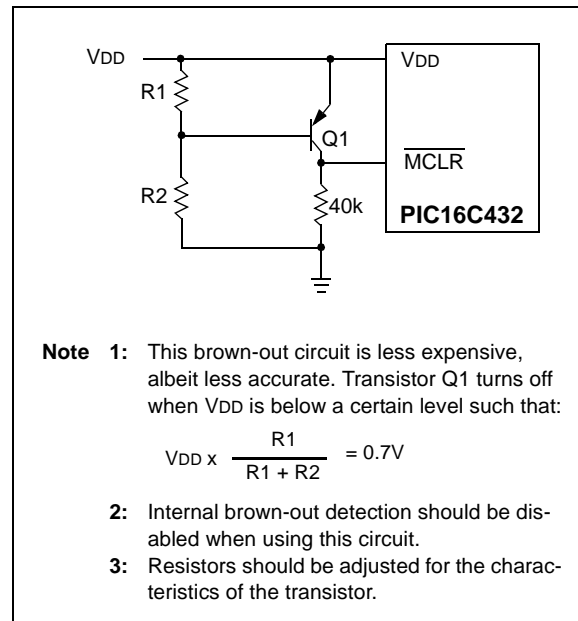 VDD
VDD
R1
Q1
MCLR
R2
40k
PIC16C432
Note 1: This brown-out circuit is less expensive,
albeit less accurate. Transistor Q1 turns off
when VDD is below a certain level such that:
VDD x R1 / R1 + R2 = 0.7V
2: Internal brown-out detection should be dis-
abled when using this circuit.
3: Resistors should be adjusted for the charac-
teristics of the transistor.